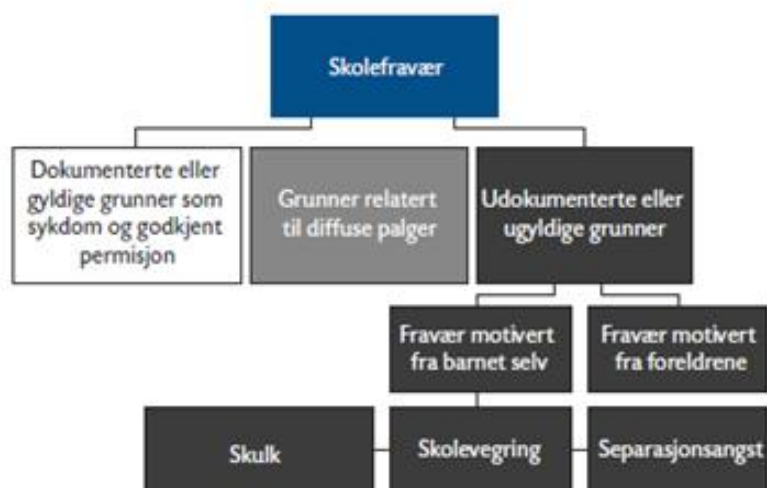 Skolefravær
Dokumenterte eller
gyldige grunner som
sykdom og godkjent
permisjon
Grunner relatert
til diffuse palger
Udokumenterte eller
ugyldige grunner
Fravær motivert
fra barnet selv
Fravær motivert
fra foreldrene
Skulk
Skolevegring
Separasjonsangst